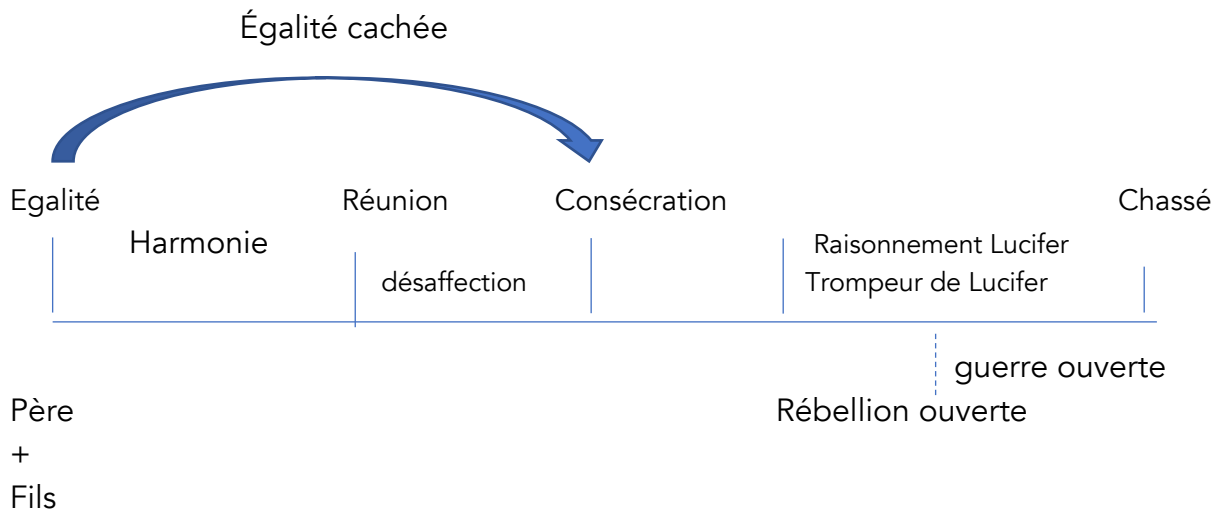 Égalité cachée
Egalité Réunion Consécration Chassé
Harmonie Raisonnement Lucifer
désaffection Trompeur de Lucifer
guerre ouverte
Père Rébellion ouverte
+
Fils